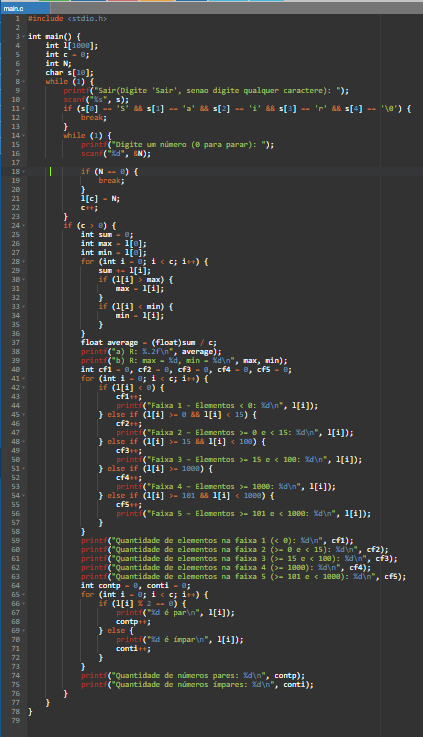 main.c
1 #include <stdio.h>
2
3 int main() {
4 int l[1000];
5 int c = 0;
6 int N;
7 char s[10];
8 while (1) {
9 printf("Sair(Digite 'Sair', senao digite qualquer caractere): ");
10 scanf("%s", s);
11 if (s[0] == 'S' && s[1] == 'a' && s[2] == 'i' && s[3] == 'r' && s[4] == '\0') {
12 break;
13 }
14 while (1) {
15 printf("Digite um número (0 para parar): ");
16 scanf("%d", &N);
17
18 if (N == 0) {
19 break;
20 }
21 l[c] = N;
22 c++;
23 }
24 if (c > 0) {
25 int sum = 0;
26 int max = l[0];
27 int min = l[0];
28 for (int i = 0; i < c; i++) {
29 sum += l[i];
30 if (l[i] > max) {
31 max = l[i];
32 }
33 if (l[i] < min) {
34 min = l[i];
35 }
36 }
37 float average = (float)sum / c;
38 printf("a) R: %.2f\n", average);
39 printf("b) R: max = %d, min = %d\n", max, min);
40 int cf1 = 0, cf2 = 0, cf3 = 0, cf4 = 0, cf5 = 0;
41 for (int i = 0; i < c; i++) {
42 if (l[i] < 0) {
43 cf1++;
44 printf("Faixa 1 - Elementos < 0: %d\n", l[i]);
45 } else if (l[i] >= 0 && l[i] < 15) {
46 cf2++;
47 printf("Faixa 2 - Elementos >= 0 e < 15: %d\n", l[i]);
48 } else if (l[i] >= 15 && l[i] < 100) {
49 cf3++;
50 printf("Faixa 3 - Elementos >= 15 e < 100: %d\n", l[i]);
51 } else if (l[i] >= 1000) {
52 cf4++;
53 printf("Faixa 4 - Elementos >= 1000: %d\n", l[i]);
54 } else if (l[i] >= 101 && l[i] < 1000) {
55 cf5++;
56 printf("Faixa 5 - Elementos >= 101 e < 1000: %d\n", l[i]);
57 }
58 }
59 printf("Quantidade de elementos na faixa 1 (< 0): %d\n", cf1);
60 printf("Quantidade de elementos na faixa 2 (>= 0 e < 15): %d\n", cf2);
61 printf("Quantidade de elementos na faixa 3 (>= 15 e < 100): %d\n", cf3);
62 printf("Quantidade de elementos na faixa 4 (>= 1000): %d\n", cf4);
63 printf("Quantidade de elementos na faixa 5 (>= 101 e < 1000): %d\n", cf5);
64 int contp = 0, conti = 0;
65 for (int i = 0; i < c; i++) {
66 if (l[i] % 2 == 0) {
67 printf("%d é par\n", l[i]);
68 contp++;
69 } else {
70 printf("%d é ímpar\n", l[i]);
71 conti++;
72 }
73 }
74 printf("Quantidade de números pares: %d\n", contp);
75 printf("Quantidade de números ímpares: %d\n", conti);
76 }
77 }
78 }
79